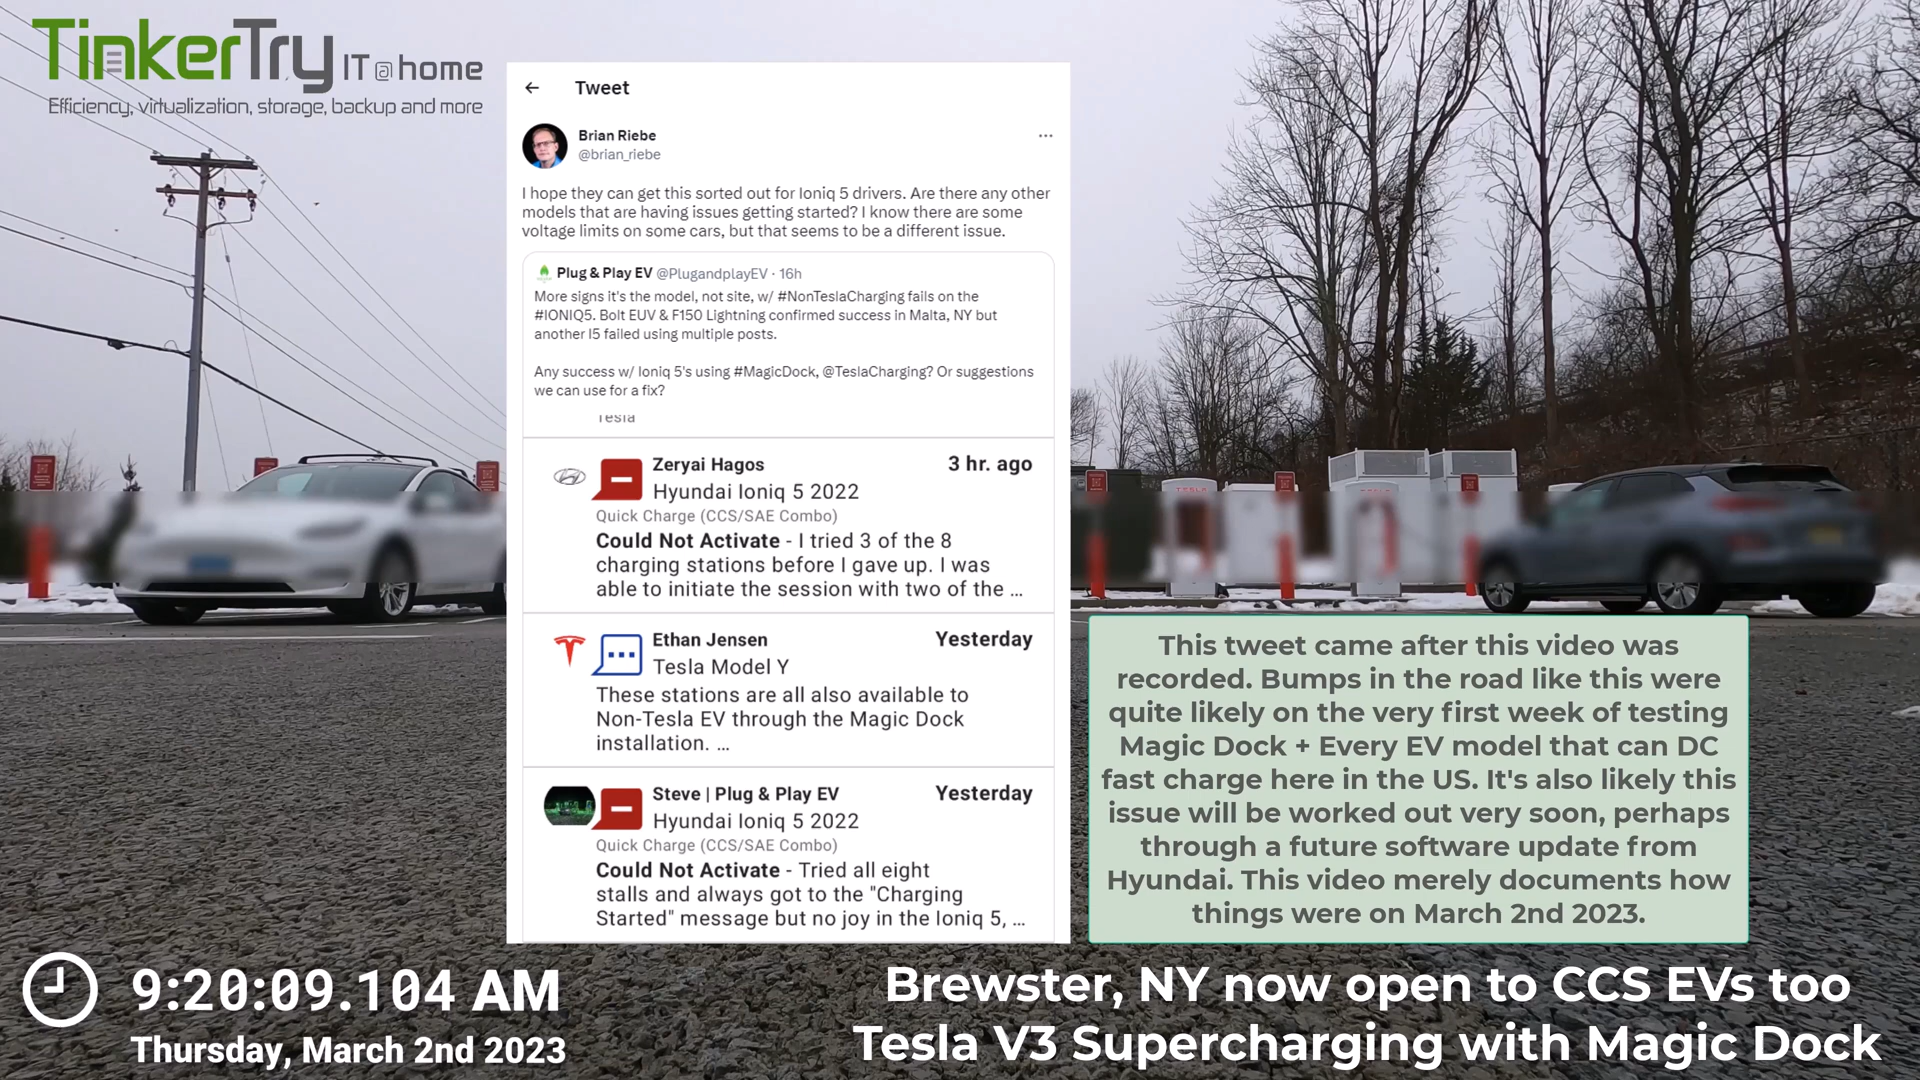 TinkerTry IT@home
Efficiency, virtualization, storage, backup and more
Tweet
Brian Riebe
@brian_riebe
I hope they can get this sorted out for Ioniq 5 drivers. Are there any other
models that are having issues getting started? I know there are some
voltage limits on some cars, but that seems to be a different issue.
Plug & Play EV @PlugandplayEV · 16h
More signs it's the model, not site, w/ #NonTeslaCharging fails on the
#IONIQ5. Bolt EUV & F150 Lightning confirmed success in Malta, NY but
another I5 failed using multiple posts.
Any success w/ Ioniq 5's using #MagicDock, @TeslaCharging? Or suggestions
we can use for a fix?
Tesla
Zeryai Hagos 3 hr. ago
Hyundai Ioniq 5 2022
Quick Charge (CCS/SAE Combo)
Could Not Activate - I tried 3 of the 8
charging stations before I gave up. I was
able to initiate the session with two of the ...
Ethan Jensen Yesterday
Tesla Model Y
These stations are all also available to
Non-Tesla EV through the Magic Dock
installation. ...
Steve | Plug & Play EV Yesterday
Hyundai Ioniq 5 2022
Quick Charge (CCS/SAE Combo)
Could Not Activate - Tried all eight
stalls and always got to the "Charging
Started" message but no joy in the Ioniq 5, ...
This tweet came after this video was
recorded. Bumps in the road like this were
quite likely on the very first week of testing
Magic Dock + Every EV model that can DC
fast charge here in the US. It's also likely this
issue will be worked out very soon, perhaps
through a future software update from
Hyundai. This video merely documents how
things were on March 2nd 2023.
9:20:09.104 AM
Thursday, March 2nd 2023
Brewster, NY now open to CCS EVs too
Tesla V3 Supercharging with Magic Dock